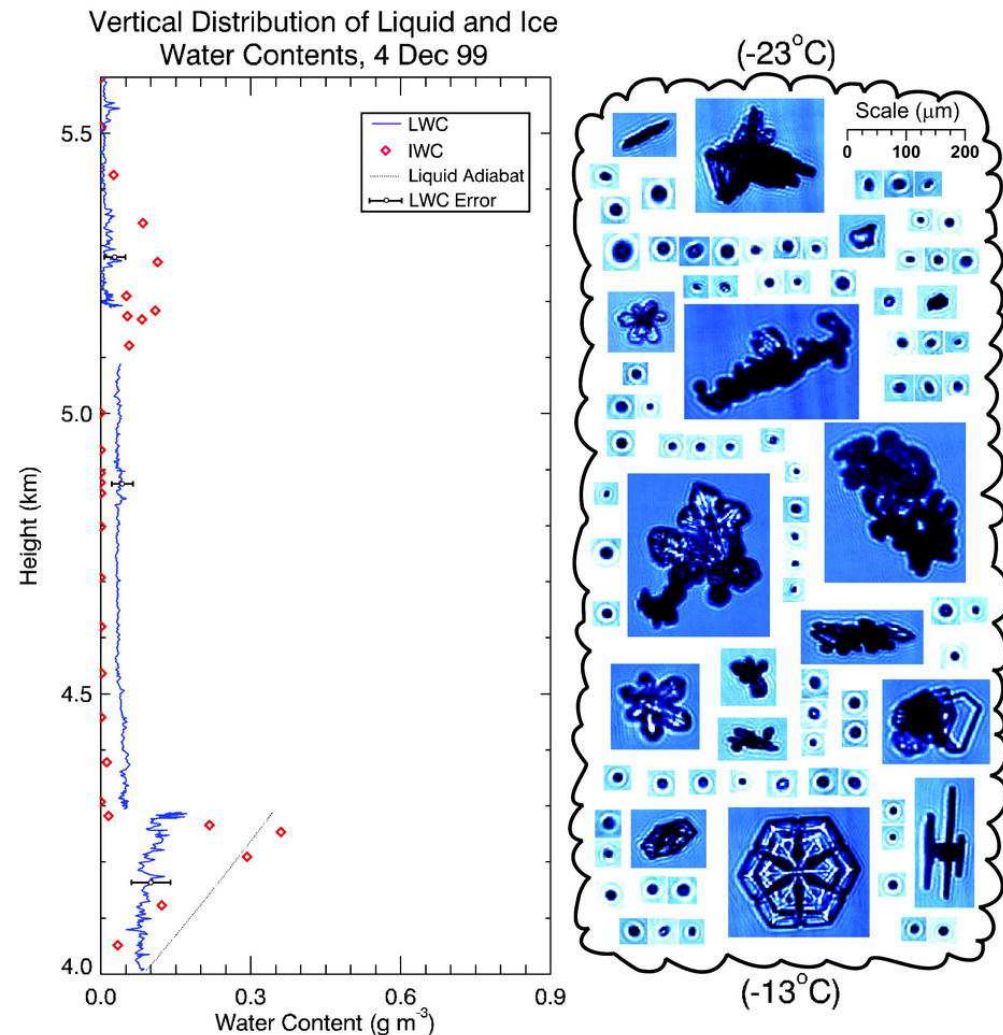 Vertical Distribution of Liquid and Ice
Water Contents, 4 Dec 99
LWC
IWC
Liquid Adiabat
LWC Error
5.5
5.0
4.5
4.0
Height (km)
0.0 0.3 0.6 0.9
Water Content (g m⁻³)
(-23°C)
Scale (μm)
0 100 200
(-13°C)